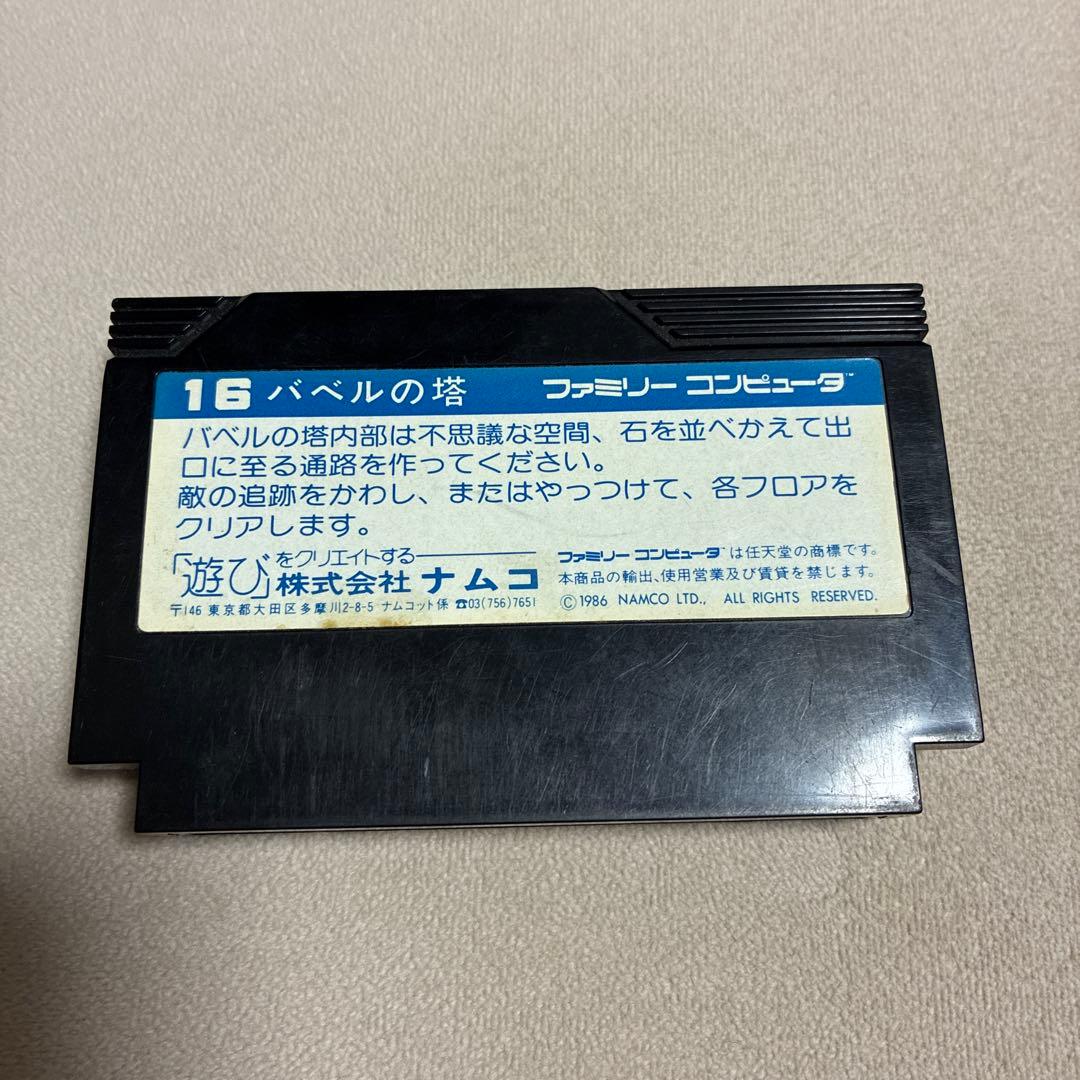 16 バベルの塔 ファミリー コンピュータ™
バベルの塔内部は不思議な空間、石を並べかえて出
口に至る通路を作ってください。
敵の追跡をかわし、またはやっつけて、各フロアを
クリアします。
「遊び」をクリエイトする
株式会社 ナムコ
〒146 東京都大田区多摩川2-8-5 ナムコット係 ☎03(756)7651
ファミリー コンピュータ™は任天堂の商標です。
本商品の輸出、使用営業及び賃貸を禁じます。
©1986 NAMCO LTD., ALL RIGHTS RESERVED.